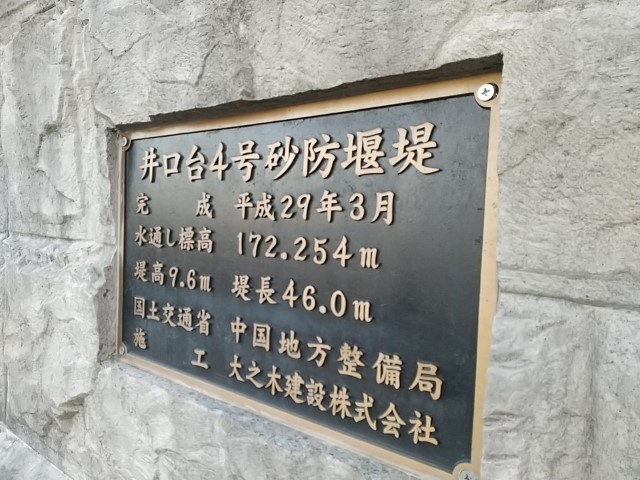 井口台4号砂防堰堤
完 成 平成29年3月
水通し標高 172.254m
堤高9.6m 堤長46.0m
国土交通省 中国地方整備局
施 工 大之木建設株式会社